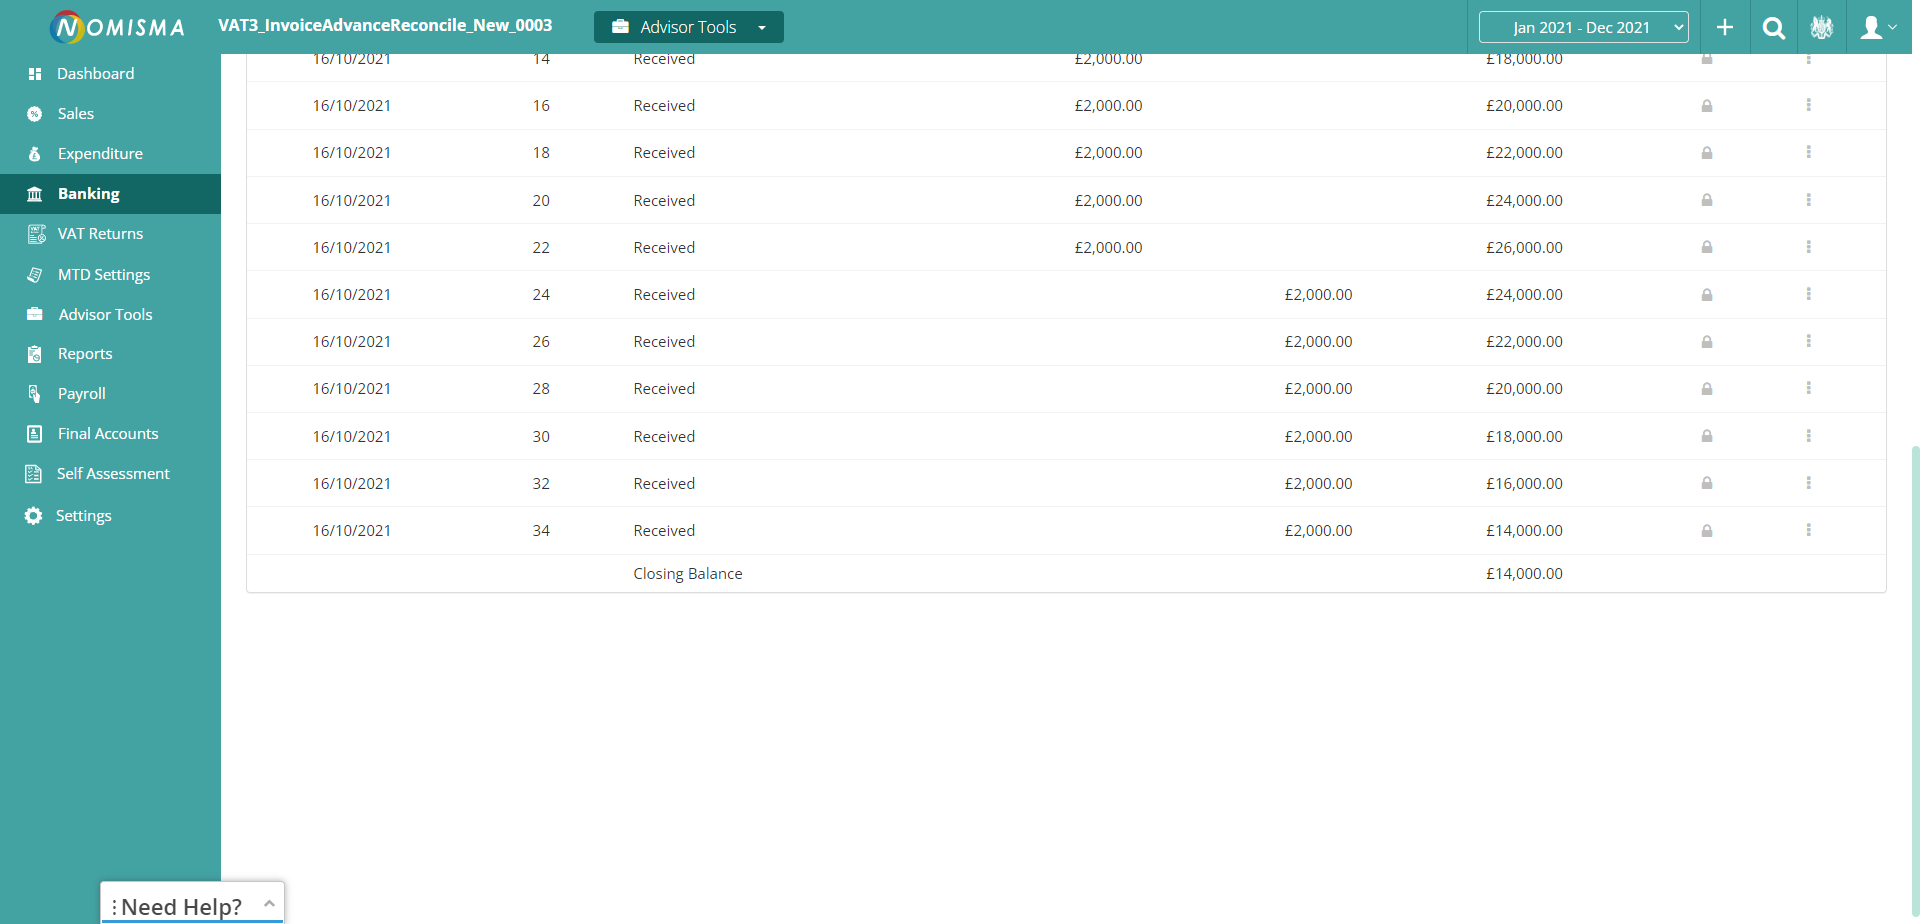 NOMISMA
VAT3_InvoiceAdvanceReconcile_New_0003
Advisor Tools
Jan 2021 - Dec 2021
Dashboard
Sales
Expenditure
Banking
VAT Returns
MTD Settings
Advisor Tools
Reports
Payroll
Final Accounts
Self Assessment
Settings
16/10/2021 14 Received £2,000.00 £18,000.00
16/10/2021 16 Received £2,000.00 £20,000.00
16/10/2021 18 Received £2,000.00 £22,000.00
16/10/2021 20 Received £2,000.00 £24,000.00
16/10/2021 22 Received £2,000.00 £26,000.00
16/10/2021 24 Received £2,000.00 £24,000.00
16/10/2021 26 Received £2,000.00 £22,000.00
16/10/2021 28 Received £2,000.00 £20,000.00
16/10/2021 30 Received £2,000.00 £18,000.00
16/10/2021 32 Received £2,000.00 £16,000.00
16/10/2021 34 Received £2,000.00 £14,000.00
Closing Balance £14,000.00
Need Help?